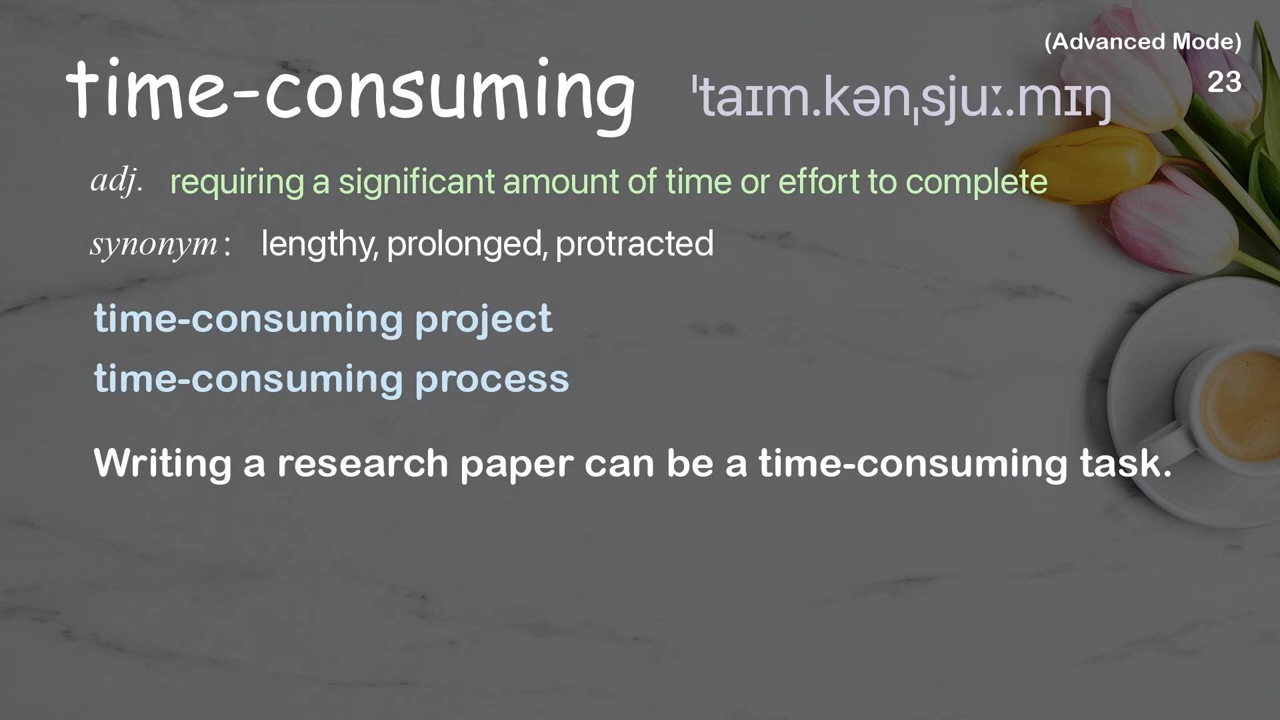 (Advanced Mode)
time-consuming ˈtaɪm.kənˌsjuː.mɪŋ 23
adj. requiring a significant amount of time or effort to complete
synonym: lengthy, prolonged, protracted
time-consuming project
time-consuming process
Writing a research paper can be a time-consuming task.